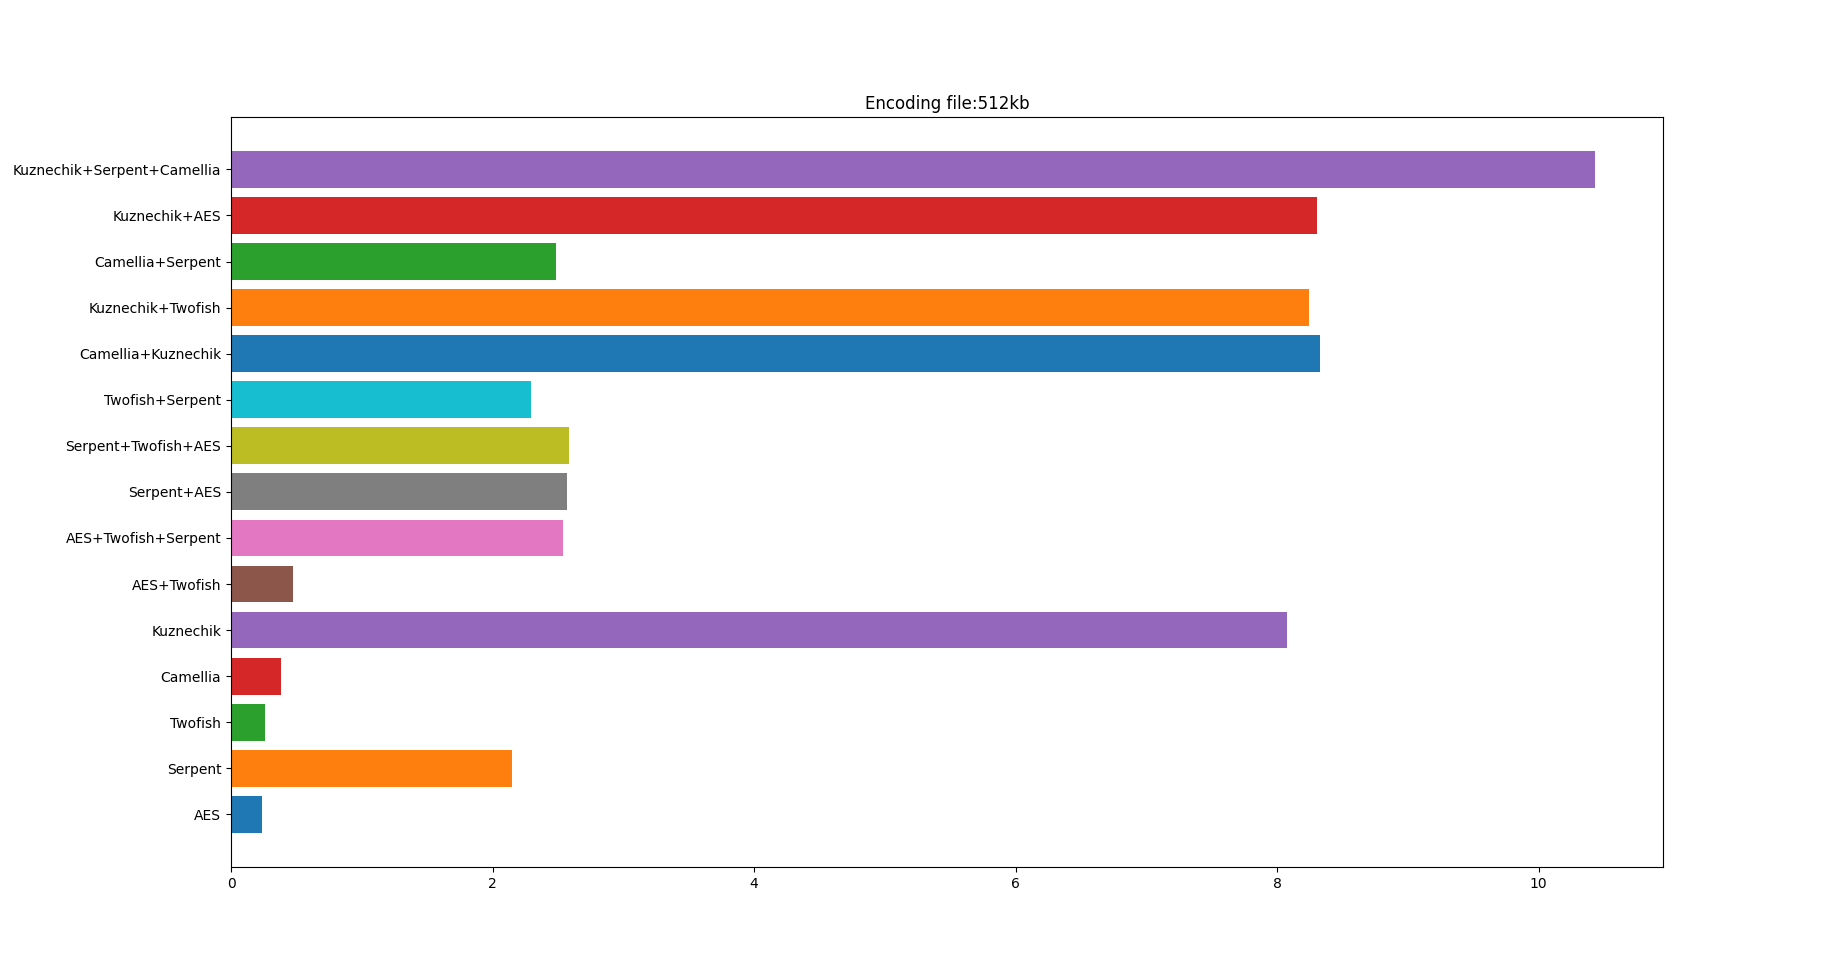 Encoding file:512kb
Kuznechik+Serpent+Camellia
Kuznechik+AES
Camellia+Serpent
Kuznechik+Twofish
Camellia+Kuznechik
Twofish+Serpent
Serpent+Twofish+AES
Serpent+AES
AES+Twofish+Serpent
AES+Twofish
Kuznechik
Camellia
Twofish
Serpent
AES
0 2 4 6 8 10